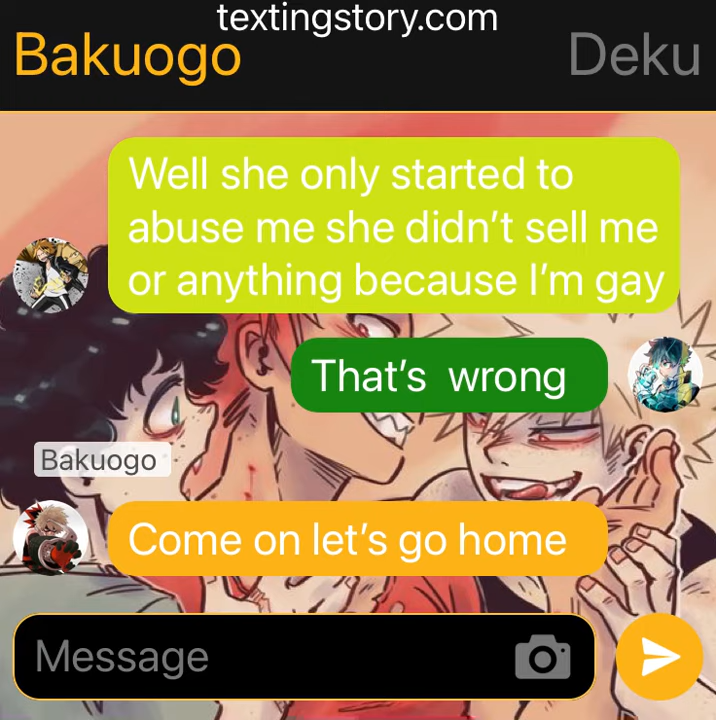 textingstory.com
Bakuogo
Deku
Well she only started to
abuse me she didn't sell me
or anything because I'm gay
That's  wrong
Bakuogo
Come on let's go home
Message